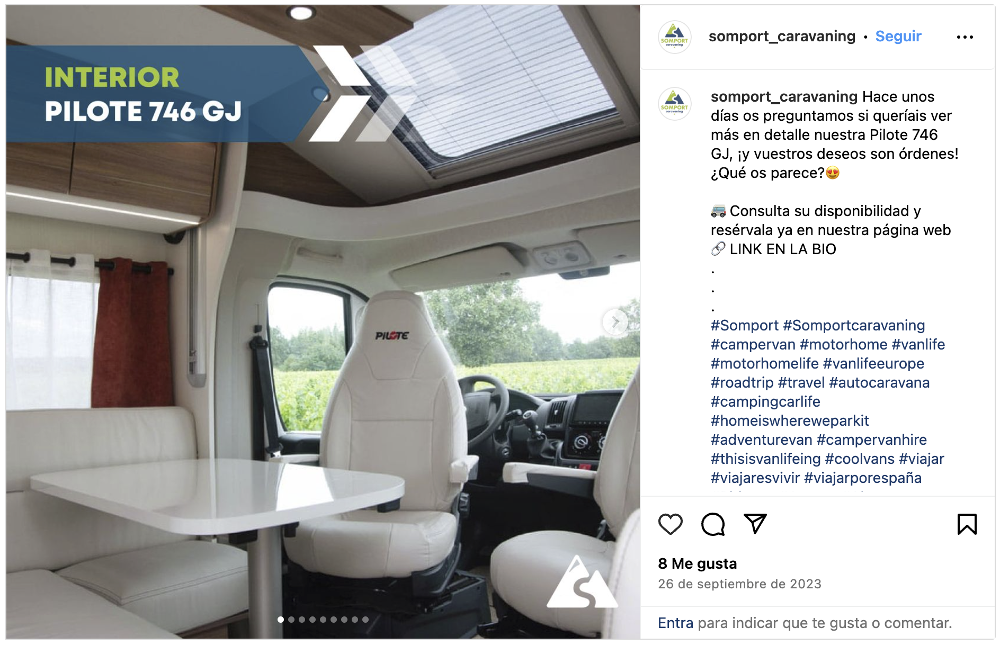 INTERIOR
PILOTE 746 GJ
PILOTE
SOMPORT
caravaning
somport_caravaning • Seguir
SOMPORT
caravaning
somport_caravaning Hace unos
días os preguntamos si queríais ver
más en detalle nuestra Pilote 746
GJ, ¡y vuestros deseos son órdenes!
¿Qué os parece?😍
🚐 Consulta su disponibilidad y
resérvala ya en nuestra página web
🔗 LINK EN LA BIO
.
.
.
#Somport #Somportcaravaning
#campervan #motorhome #vanlife
#motorhomelife #vanlifeeurope
#roadtrip #travel #autocaravana
#campingcarlife
#homeiswhereweparkit
#adventurevan #campervanhire
#thisisvanlifeing #coolvans #viajar
#viajaresvivir #viajarporespaña
8 Me gusta
26 de septiembre de 2023
Entra para indicar que te gusta o comentar.